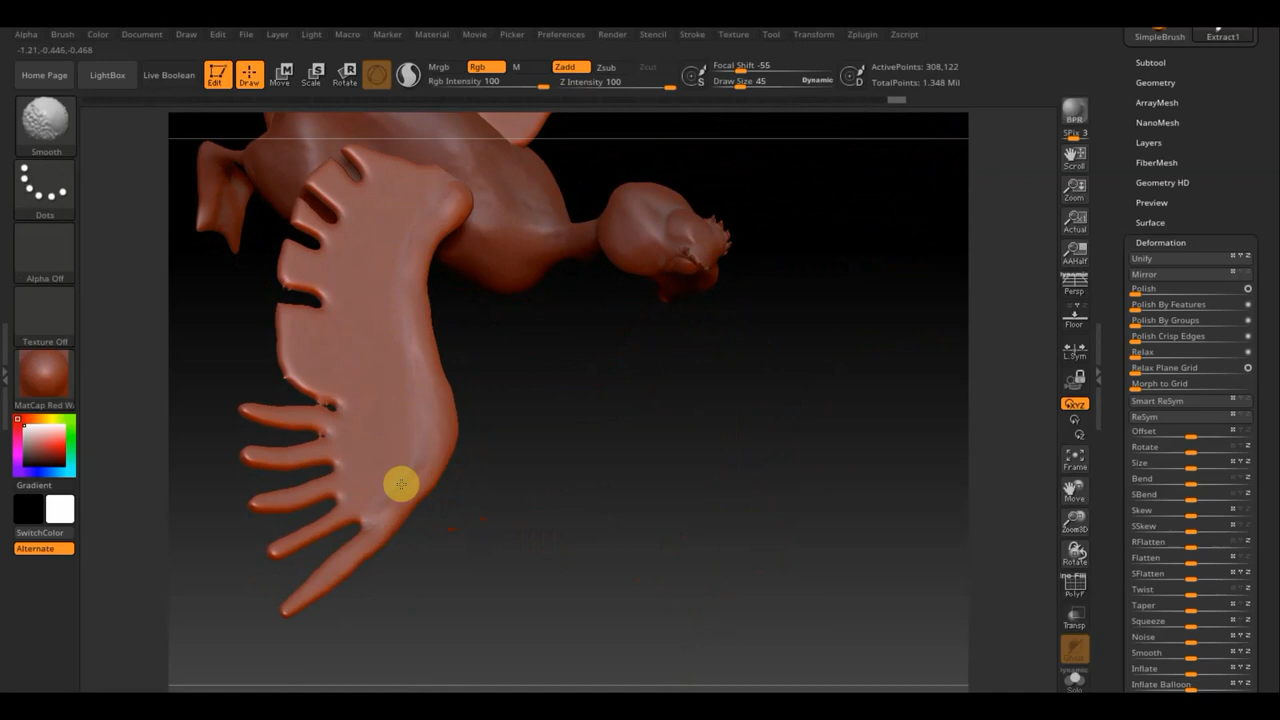 Alpha Brush Color Document Draw Edit File Layer Light Macro Marker Material Movie Picker Preferences Render Stencil Stroke Texture Tool Transform Zplugin Zscript
-1.21,-0.446,-0.468
Home Page LightBox Live Boolean Edit Draw Move Scale Rotate
Mrgb Rgb M Zadd Zsub Zcut
Rgb Intensity 100 Z Intensity 100
Focal Shift -55
Draw Size 45 Dynamic
S D
ActivePoints: 308,122
TotalPoints: 1.348 Mil
SimpleBrush Extract1
Smooth
Dots
Alpha Off
Texture Off
MatCap Red W
Gradient
SwitchColor
Alternate
BPR
SPix 3
Scroll
Zoom
Actual
AAHalf
Dynamic
Persp
Floor
L.Sym
XYZ
Y
Z
Frame
Move
Zoom3D
Rotate
Line Fill
PolyF
Transp
Ghost
Dynamic
Solo
Subtool
Geometry
ArrayMesh
NanoMesh
Layers
FiberMesh
Geometry HD
Preview
Surface
Deformation
Unify
Mirror
Polish
Polish By Features
Polish By Groups
Polish Crisp Edges
Relax
Relax Plane Grid
Morph to Grid
Smart ReSym
ReSym
Offset
Rotate
Size
Bend
SBend
Skew
SSkew
RFlatten
Flatten
SFlatten
Twist
Taper
Squeeze
Noise
Smooth
Inflate
Inflate Balloon